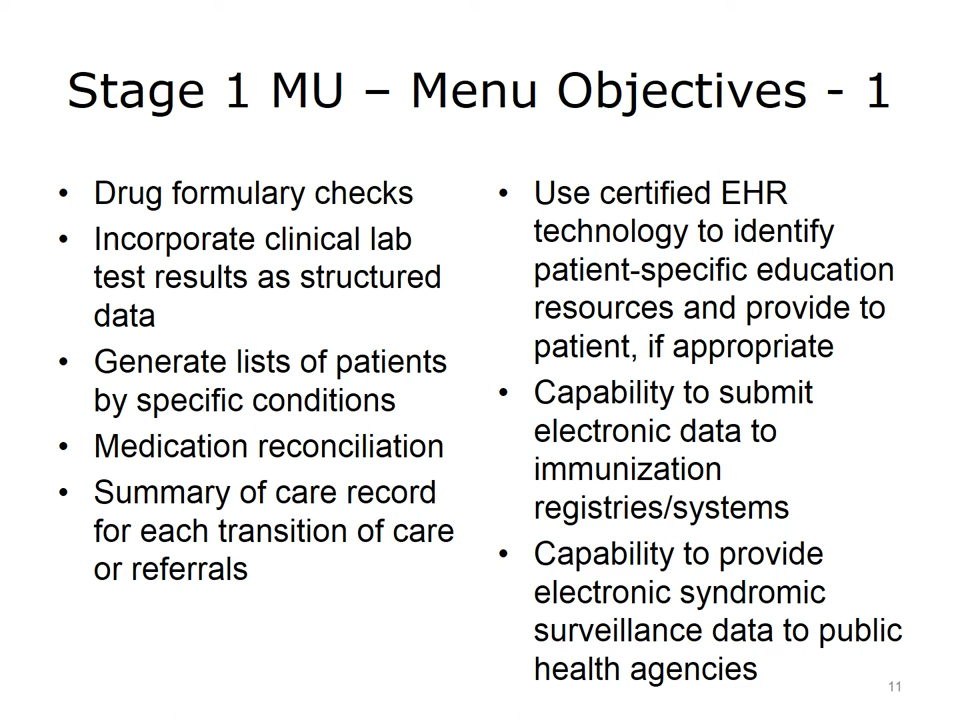 Stage 1 MU – Menu Objectives - 1
• Drug formulary checks
• Incorporate clinical lab
test results as structured
data
• Generate lists of patients
by specific conditions
• Medication reconciliation
• Summary of care record
for each transition of care
or referrals
• Use certified EHR
technology to identify
patient-specific education
resources and provide to
patient, if appropriate
• Capability to submit
electronic data to
immunization
registries/systems
• Capability to provide
electronic syndromic
surveillance data to public
health agencies
11